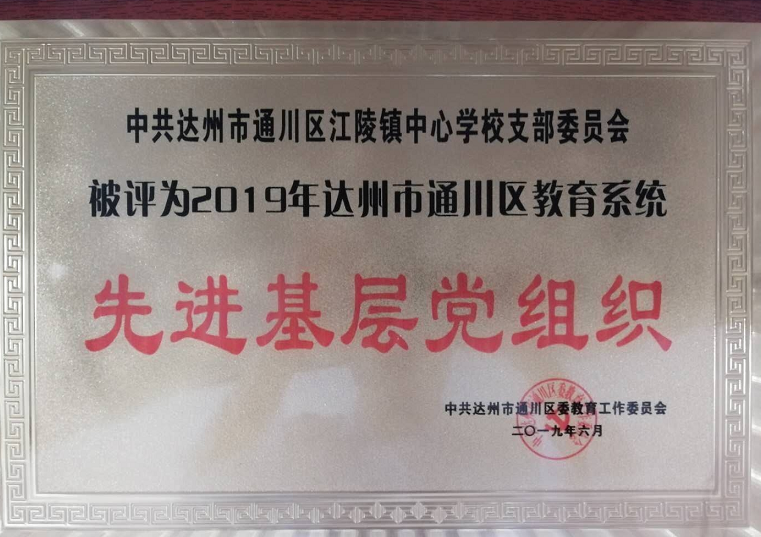 中共达州市通川区江陵镇中心学校支部委员会
被评为2019年达州市通川区教育系统
先进基层党组织
中共达州市通川区委教育工作委员会
二〇一九年六月